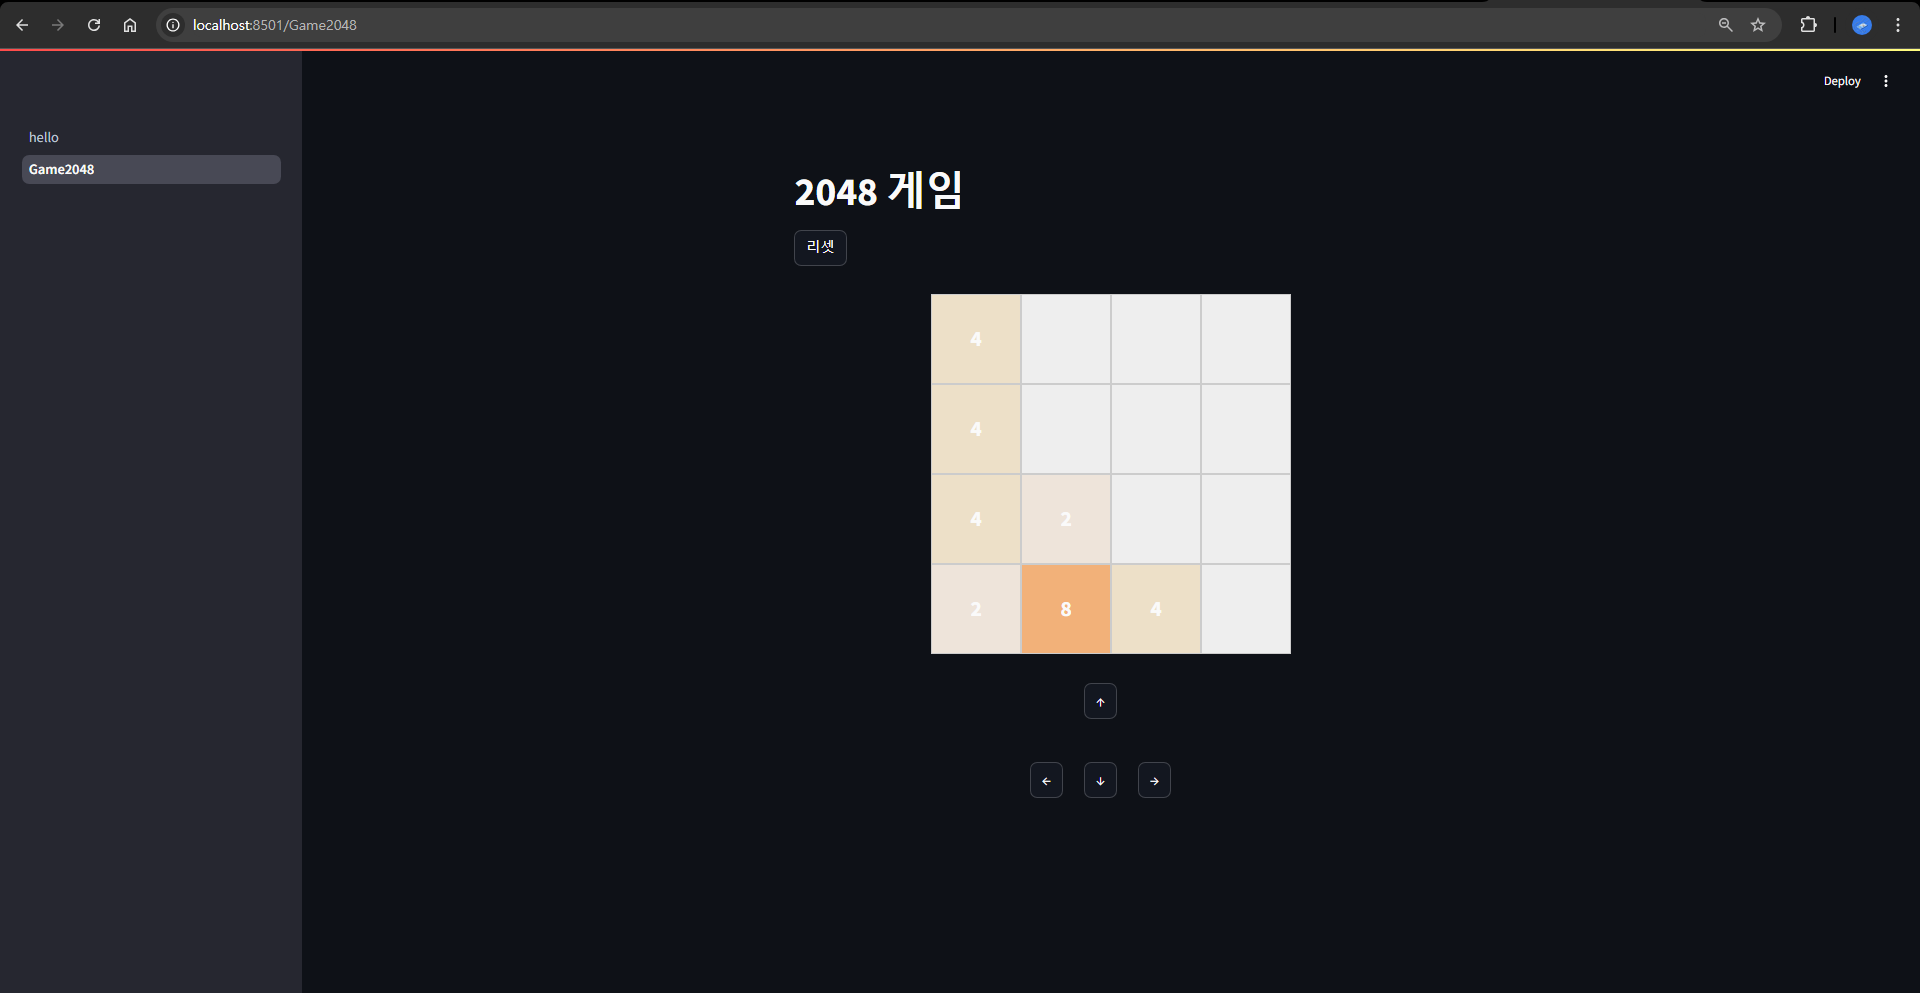 localhost:8501/Game2048
Deploy
hello
Game2048
2048 게임
리셋
4
4
4 2
2 8 4
↑
← ↓ →